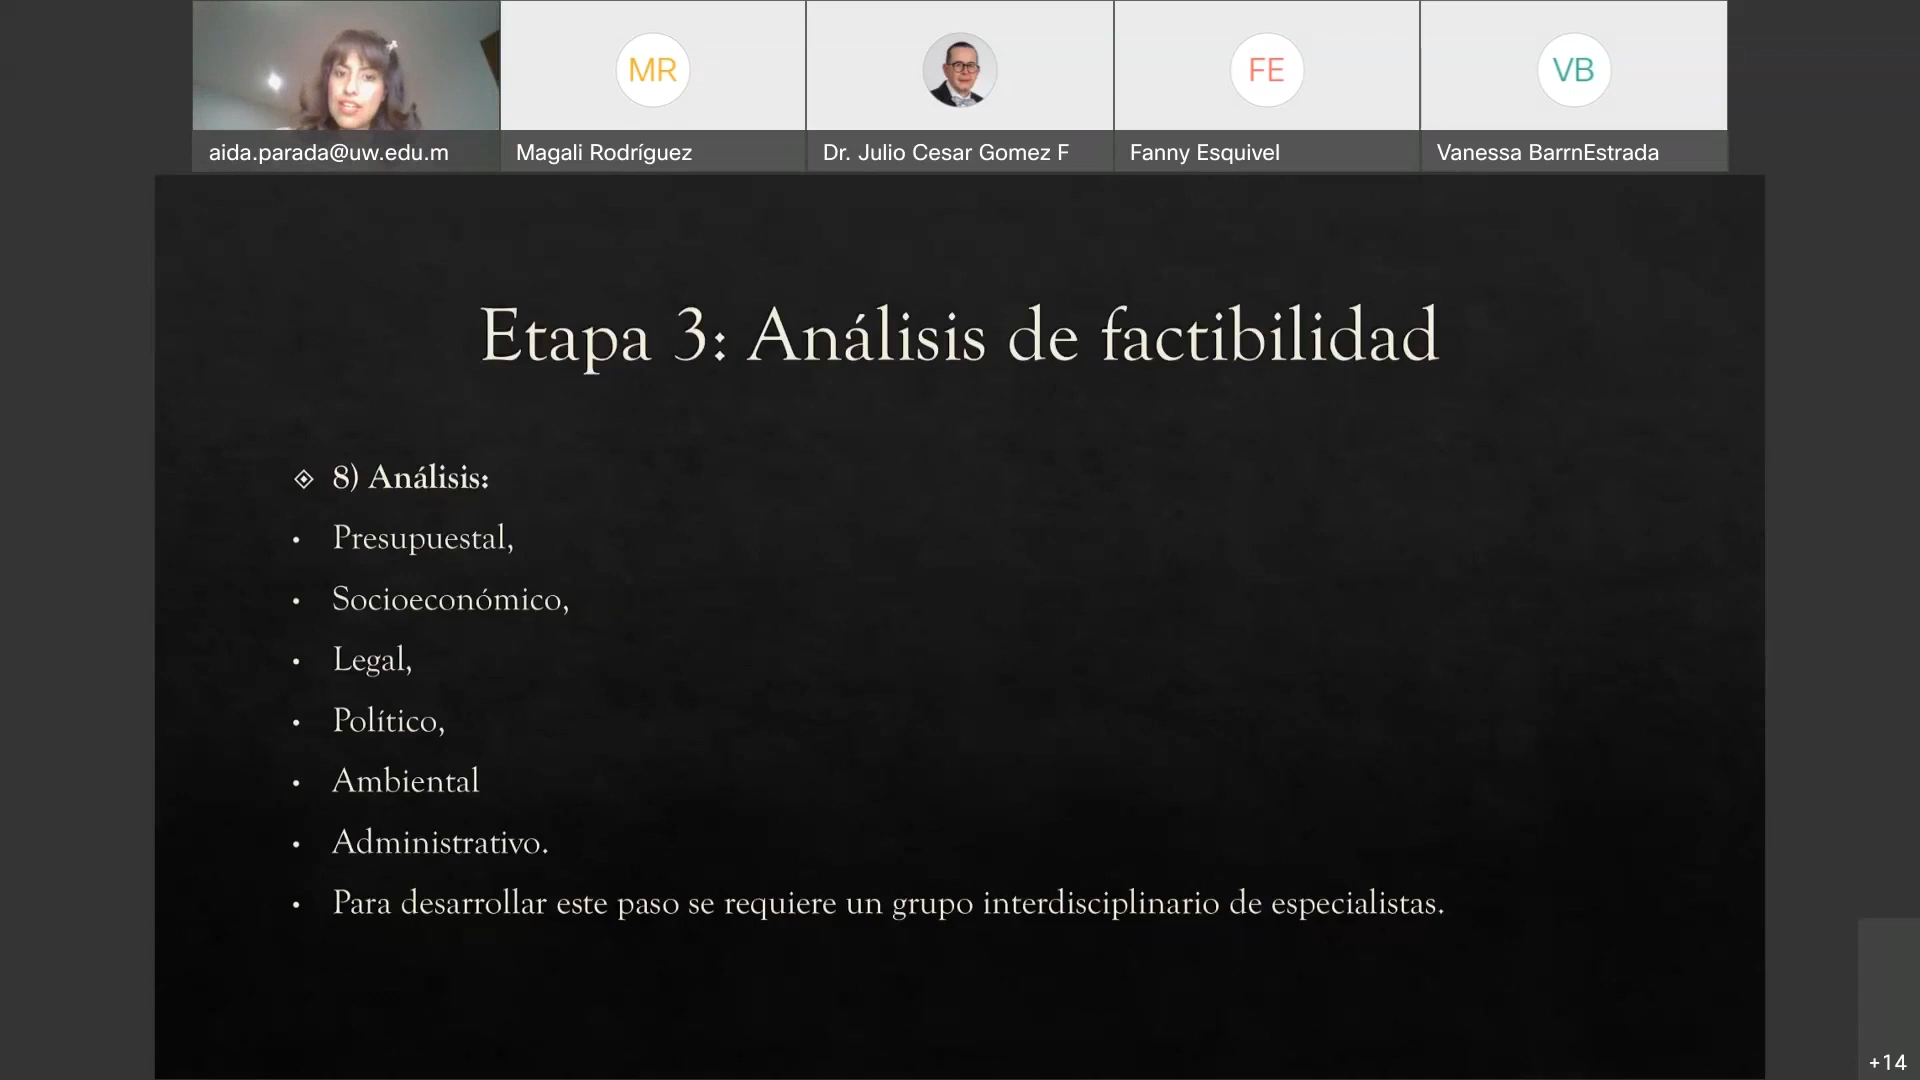 MR
FE
VB
aida.parada@uw.edu.m
Magali Rodríguez
Dr. Julio Cesar Gomez F
Fanny Esquivel
Vanessa BarrnEstrada
Etapa 3: Análisis de factibilidad
8) Análisis:
• Presupuestal,
• Socioeconómico,
• Legal,
• Político,
• Ambiental
• Administrativo.
• Para desarrollar este paso se requiere un grupo interdisciplinario de especialistas.
+14